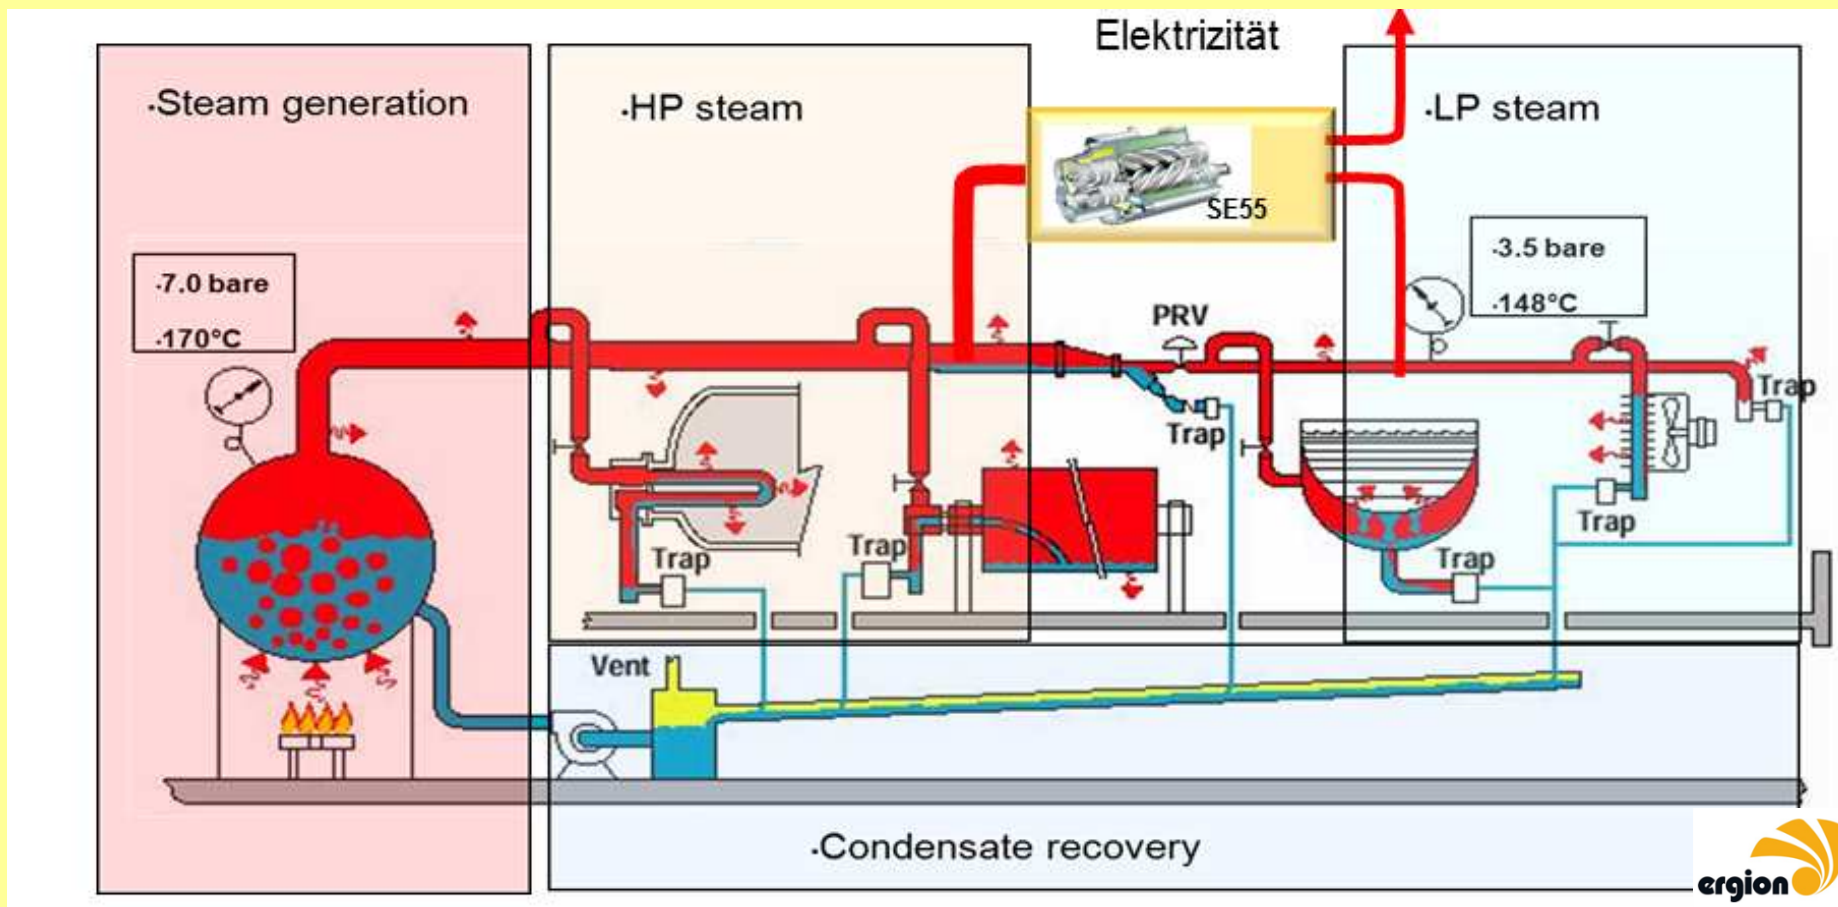 Elektrizität
·Steam generation
·HP steam
·LP steam
SE55
·7.0 bare
·170°C
·3.5 bare
·148°C
PRV
Trap
Trap
Trap
Trap
Trap
Trap
Vent
·Condensate recovery
ergion